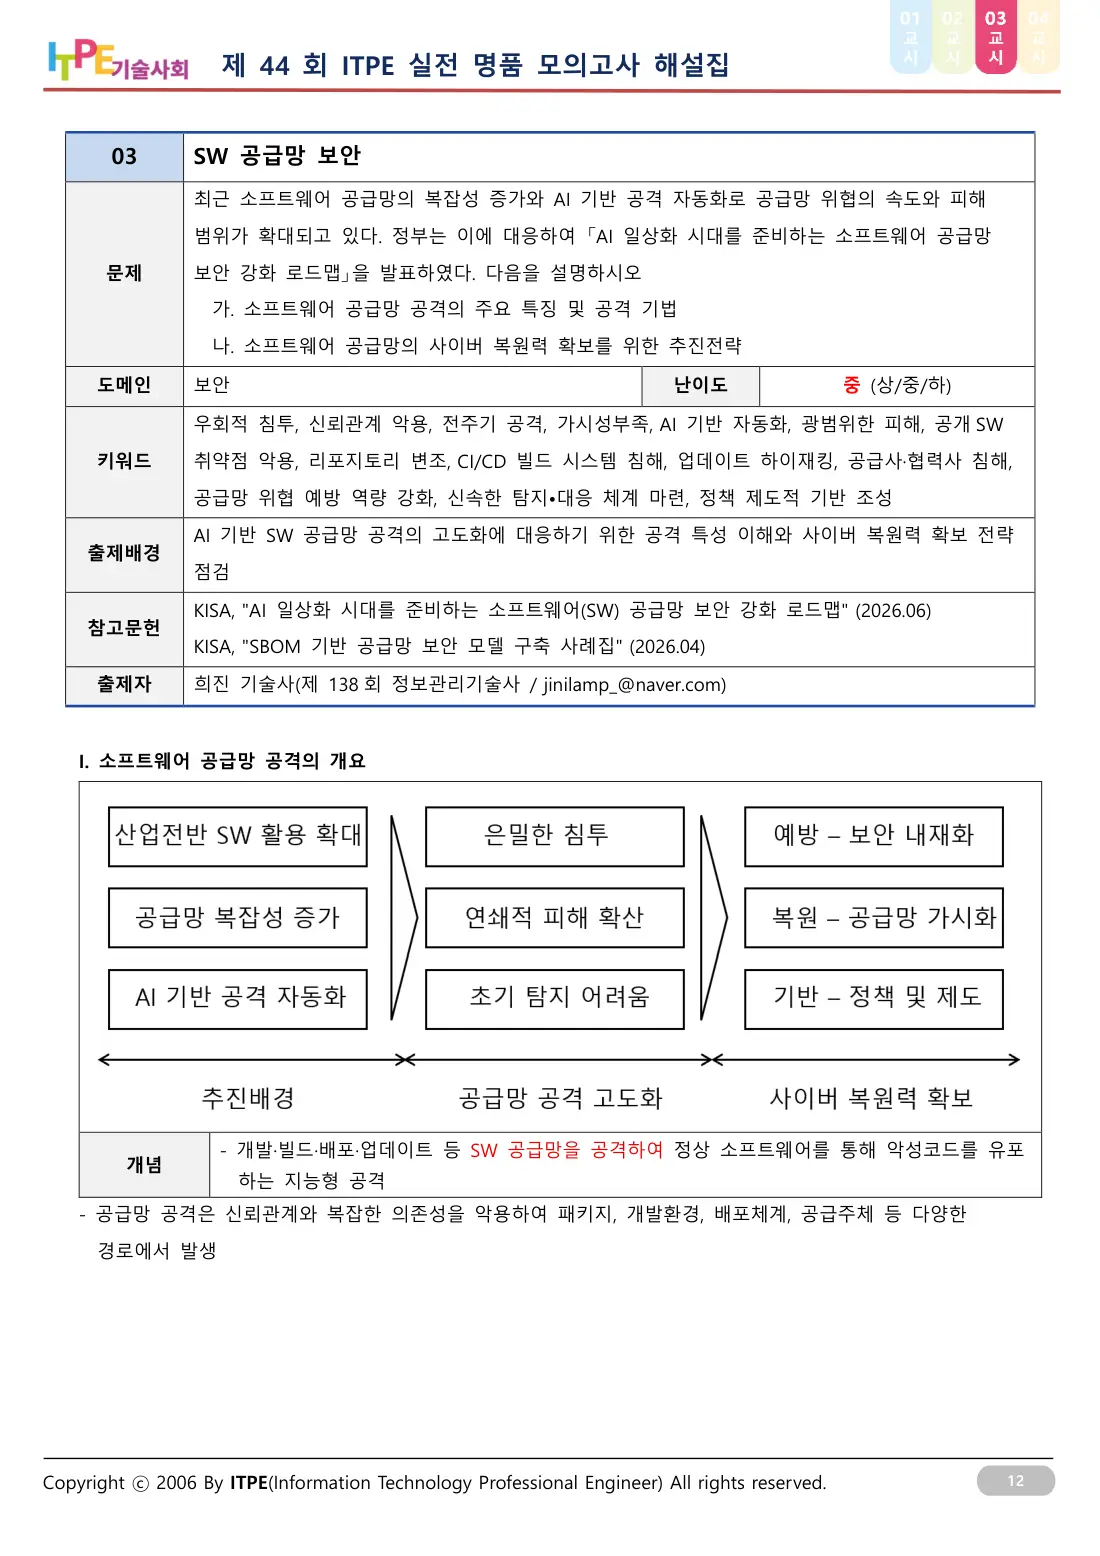 ITPE기술사회
제 44 회 ITPE 실전 명품 모의고사 해설집
01 교시
02 교시
03 교시
04 교시
03
SW 공급망 보안
문제
최근 소프트웨어 공급망의 복잡성 증가와 AI 기반 공격 자동화로 공급망 위협의 속도와 피해
범위가 확대되고 있다. 정부는 이에 대응하여 「AI 일상화 시대를 준비하는 소프트웨어 공급망
보안 강화 로드맵」을 발표하였다. 다음을 설명하시오
가. 소프트웨어 공급망 공격의 주요 특징 및 공격 기법
나. 소프트웨어 공급망의 사이버 복원력 확보를 위한 추진전략
도메인
보안
난이도
중 (상/중/하)
키워드
우회적 침투, 신뢰관계 악용, 전주기 공격, 가시성부족, AI 기반 자동화, 광범위한 피해, 공개 SW
취약점 악용, 리포지토리 변조, CI/CD 빌드 시스템 침해, 업데이트 하이재킹, 공급사·협력사 침해,
공급망 위협 예방 역량 강화, 신속한 탐지•대응 체계 마련, 정책 제도적 기반 조성
출제배경
AI 기반 SW 공급망 공격의 고도화에 대응하기 위한 공격 특성 이해와 사이버 복원력 확보 전략
점검
참고문헌
KISA, "AI 일상화 시대를 준비하는 소프트웨어(SW) 공급망 보안 강화 로드맵" (2026.06)
KISA, "SBOM 기반 공급망 보안 모델 구축 사례집" (2026.04)
출제자
희진 기술사(제 138 회 정보관리기술사 / jinilamp_@naver.com)
I. 소프트웨어 공급망 공격의 개요
산업전반 SW 활용 확대
은밀한 침투
예방 – 보안 내재화
공급망 복잡성 증가
연쇄적 피해 확산
복원 – 공급망 가시화
AI 기반 공격 자동화
초기 탐지 어려움
기반 – 정책 및 제도
추진배경
공급망 공격 고도화
사이버 복원력 확보
개념
- 개발·빌드·배포·업데이트 등 SW 공급망을 공격하여 정상 소프트웨어를 통해 악성코드를 유포
하는 지능형 공격
- 공급망 공격은 신뢰관계와 복잡한 의존성을 악용하여 패키지, 개발환경, 배포체계, 공급주체 등 다양한
경로에서 발생
Copyright ⓒ 2006 By ITPE(Information Technology Professional Engineer) All rights reserved.
12